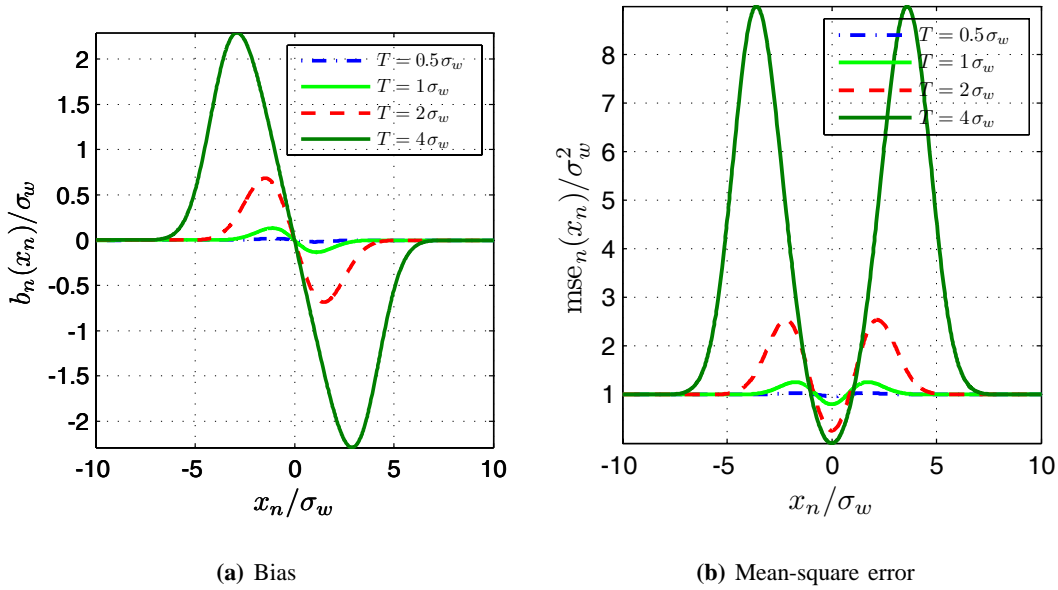 2
1.5
1
0.5
0
-0.5
-1
-1.5
-2
b_n(x_n)/σ_w
T = 0.5σ_w
T = 1σ_w
T = 2σ_w
T = 4σ_w
-10 -5 0 5 10
x_n/σ_w
(a) Bias
8
7
6
5
4
3
2
1
mse_n(x_n)/σ_w^2
T = 0.5σ_w
T = 1σ_w
T = 2σ_w
T = 4σ_w
-10 -5 0 5 10
x_n/σ_w
(b) Mean-square error